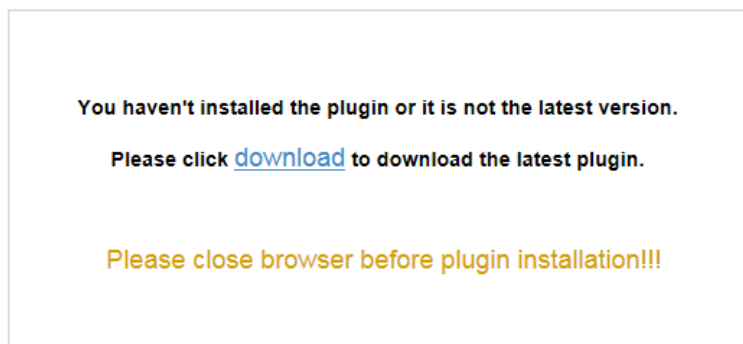 You haven't installed the plugin or it is not the latest version.
Please click download to download the latest plugin.
Please close browser before plugin installation!!!